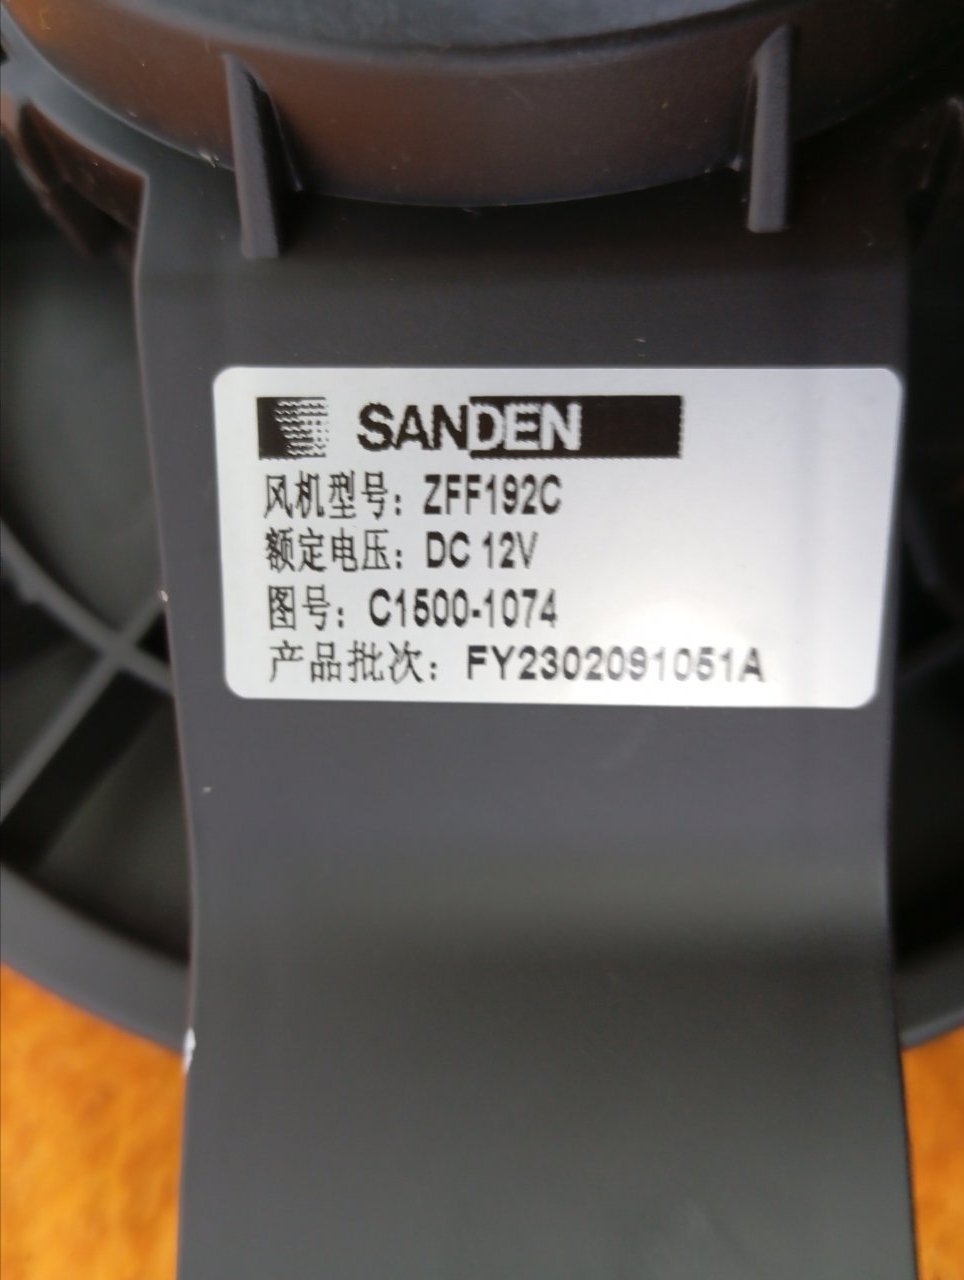 SANDEN
风机型号：ZFF192C
额定电压：DC 12V
图号：C1500-1074
产品批次：FY2302091051A